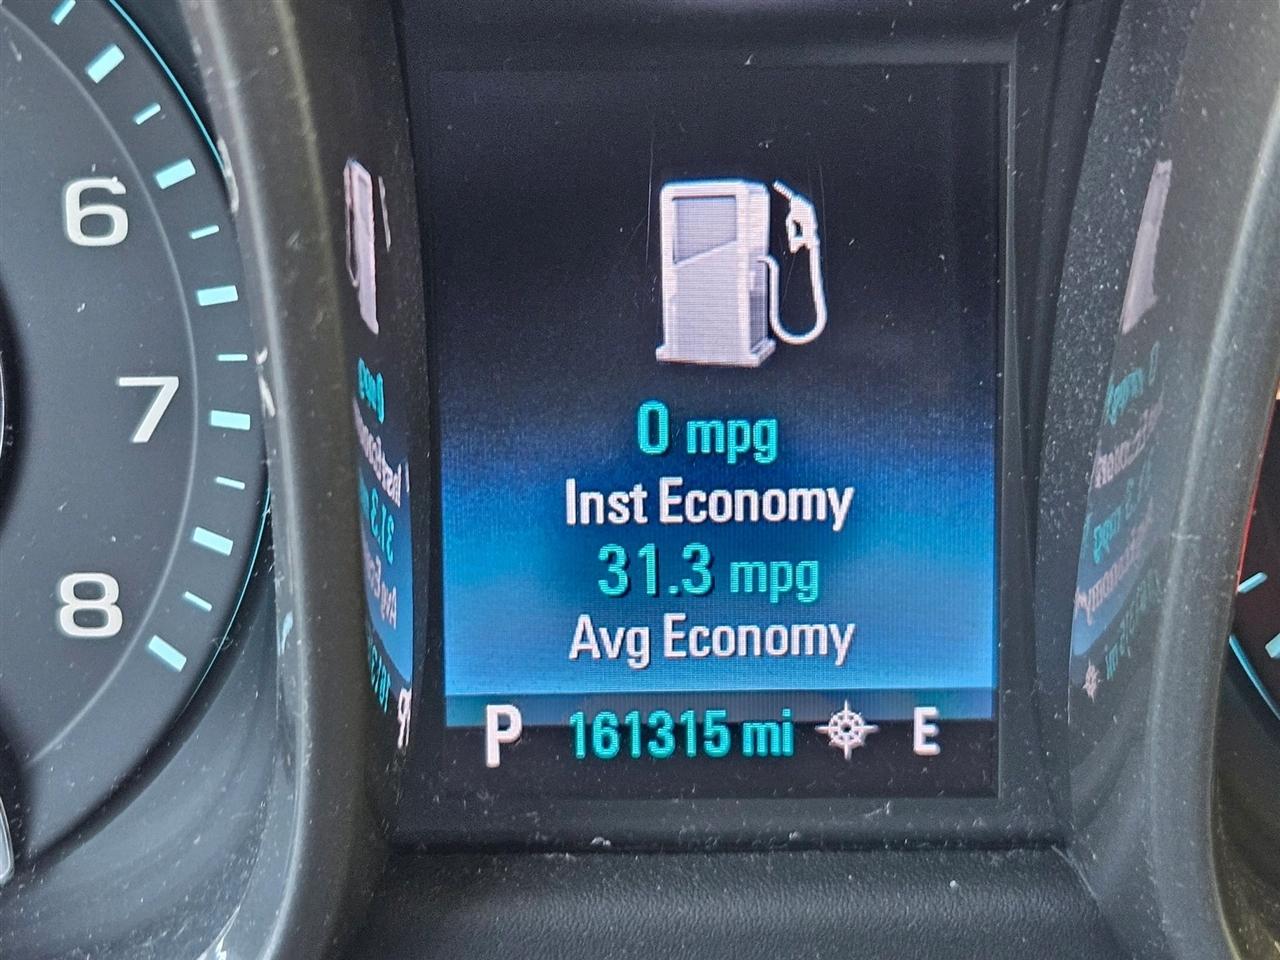 6
7
8
0 mpg
Inst Economy
31.3 mpg
Avg Economy
P 161315 mi E